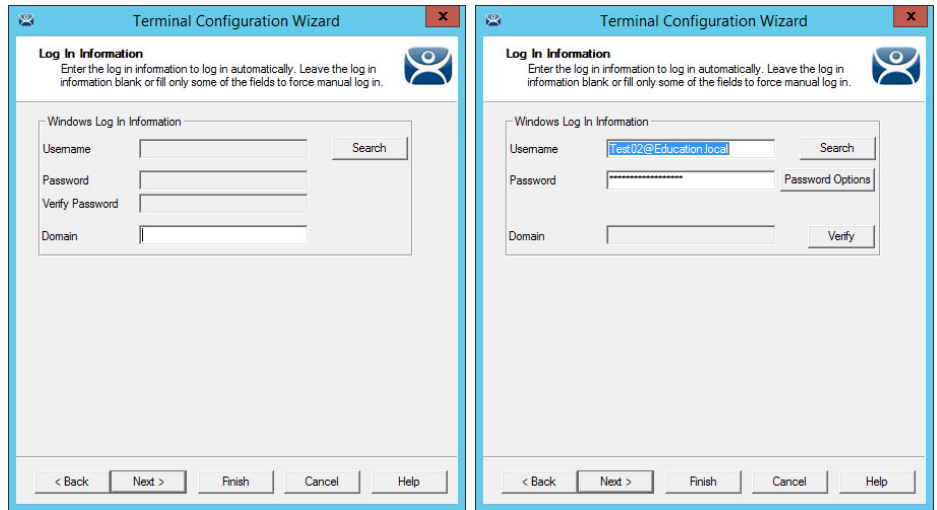 Terminal Configuration Wizard
x
Log In Information
Enter the log in information to log in automatically. Leave the log in
information blank or fill only some of the fields to force manual log in.
Windows Log In Information
Username
Search
Password
Verify Password
Domain
< Back
Next >
Finish
Cancel
Help
Terminal Configuration Wizard
x
Log In Information
Enter the log in information to log in automatically. Leave the log in
information blank or fill only some of the fields to force manual log in.
Windows Log In Information
Username
Test02@Education.local
Search
Password
******************
Password Options
Domain
Verify
< Back
Next >
Finish
Cancel
Help